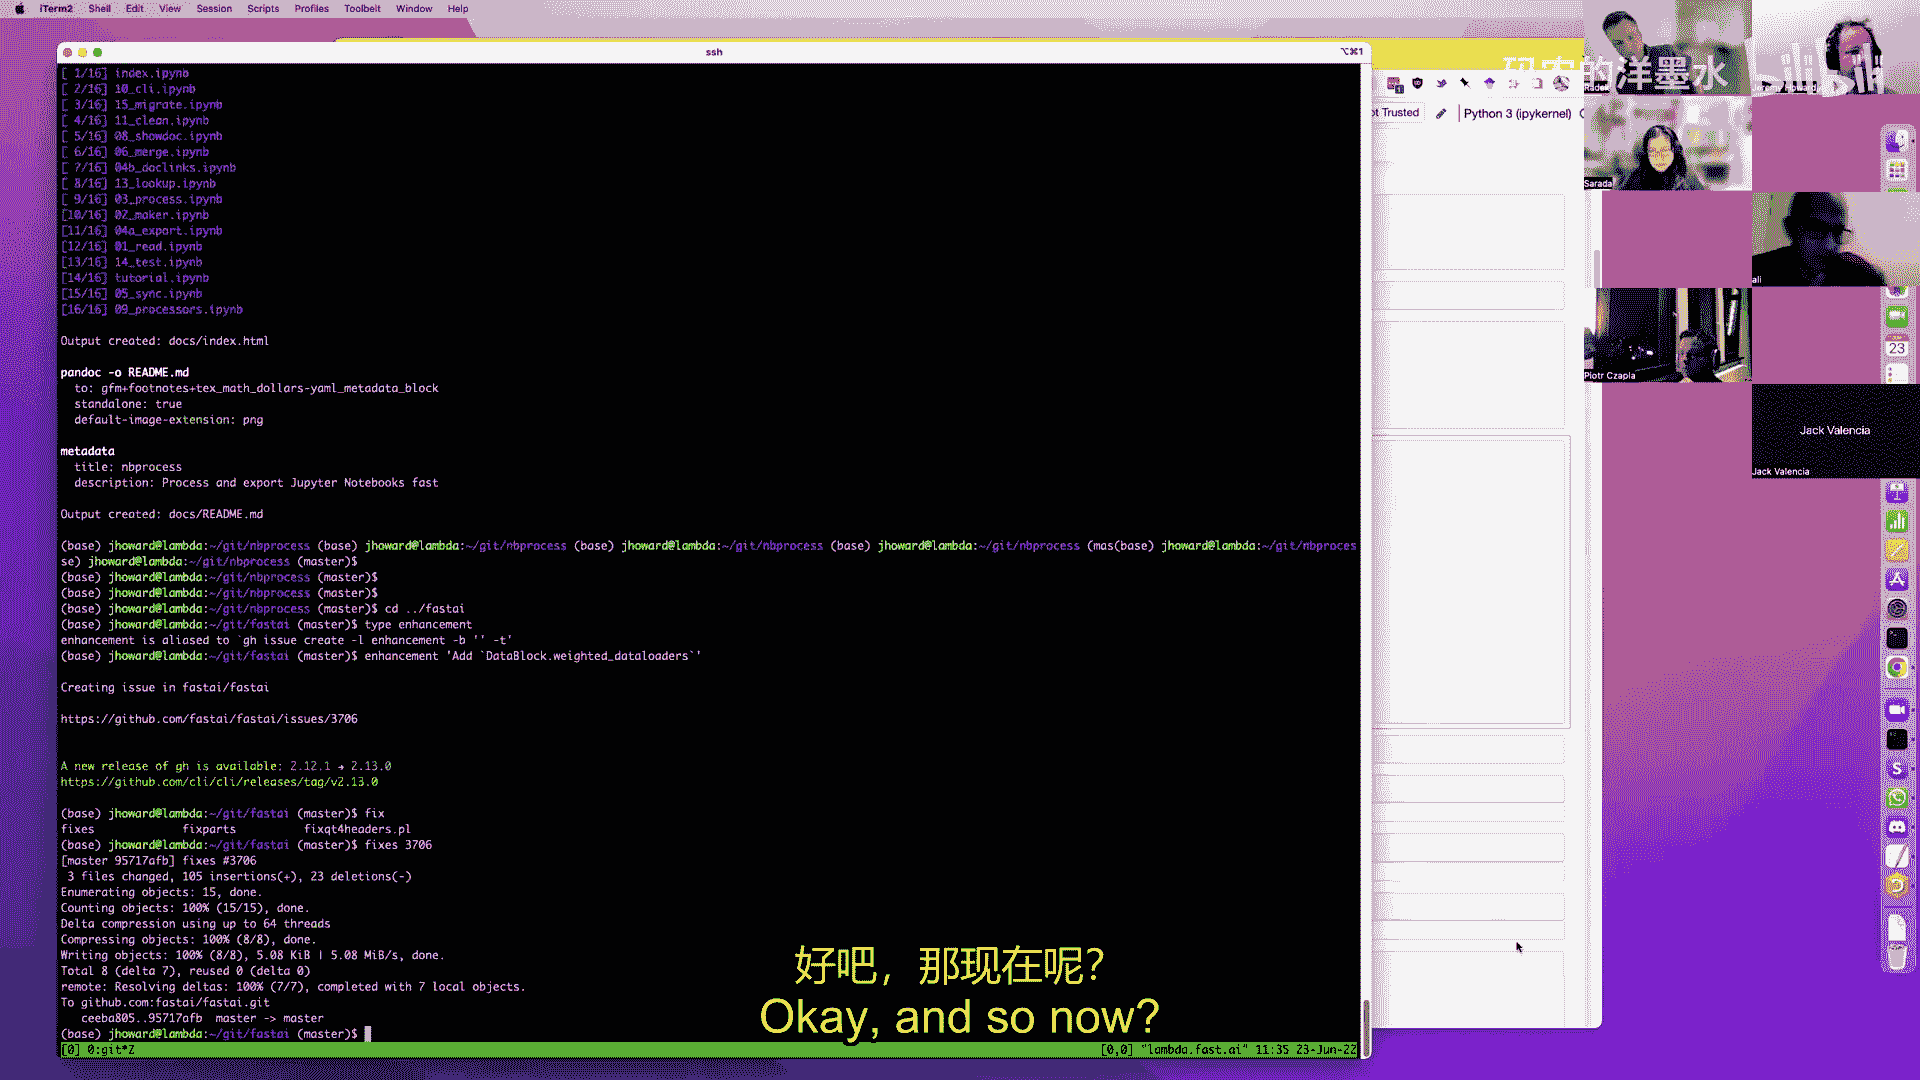 iTerm2 Shell Edit View Session Scripts Profiles Toolbelt Window Help
ssh
⌥⌘1
[ 1/16] index.ipynb
[ 2/16] 10_cli.ipynb
[ 3/16] 15_migrate.ipynb
[ 4/16] 11_clean.ipynb
[ 5/16] 08_showdoc.ipynb
[ 6/16] 06_merge.ipynb
[ 7/16] 04b_doclinks.ipynb
[ 8/16] 13_lookup.ipynb
[ 9/16] 03_process.ipynb
[10/16] 02_maker.ipynb
[11/16] 04a_export.ipynb
[12/16] 01_read.ipynb
[13/16] 14_test.ipynb
[14/16] tutorial.ipynb
[15/16] 05_sync.ipynb
[16/16] 09_processors.ipynb
Output created: docs/index.html
pandoc -o README.md
to: gfm+footnotes+tex_math_dollars-yaml_metadata_block
standalone: true
default-image-extension: png
metadata
title: nbprocess
description: Process and export Jupyter Notebooks fast
Output created: docs/README.md
(base) jhoward@lambda:~/git/nbprocess (base) jhoward@lambda:~/git/nbprocess (base) jhoward@lambda:~/git/nbprocess (base) jhoward@lambda:~/git/nbprocess (mas(base) jhoward@lambda:~/git/nbproces
se) jhoward@lambda:~/git/nbprocess (master)$
(base) jhoward@lambda:~/git/nbprocess (master)$
(base) jhoward@lambda:~/git/nbprocess (master)$
(base) jhoward@lambda:~/git/nbprocess (master)$ cd ../fastai
(base) jhoward@lambda:~/git/fastai (master)$ type enhancement
enhancement is aliased to `gh issue create -l enhancement -b '' -t'
(base) jhoward@lambda:~/git/fastai (master)$ enhancement 'Add `DataBlock.weighted_dataloaders`'
Creating issue in fastai/fastai
https://github.com/fastai/fastai/issues/3706
A new release of gh is available: 2.12.1 → 2.13.0
https://github.com/cli/cli/releases/tag/v2.13.0
(base) jhoward@lambda:~/git/fastai (master)$ fix
fixes fixparts fixqt4headers.pl
(base) jhoward@lambda:~/git/fastai (master)$ fixes 3706
[master 95717afb] fixes #3706
3 files changed, 105 insertions(+), 23 deletions(-)
Enumerating objects: 15, done.
Counting objects: 100% (15/15), done.
Delta compression using up to 64 threads
Compressing objects: 100% (8/8), done.
Writing objects: 100% (8/8), 5.08 KiB | 5.08 MiB/s, done.
Total 8 (delta 7), reused 0 (delta 0)
remote: Resolving deltas: 100% (7/7), completed with 7 local objects.
To github.com:fastai/fastai.git
ceeba805..95717afb master -> master
(base) jhoward@lambda:~/git/fastai (master)$
[0] 0:git*Z
[0,0] "lambda.fast.ai" 11:35 23-Jun-22
ot Trusted
Python 3 (ipykernel)
的洋墨水
Radek
Jeremy Howard
Sarada
ali
Piotr Czapla
Jack Valencia
Jack Valencia
23
好吧，那现在呢？
Okay, and so now?